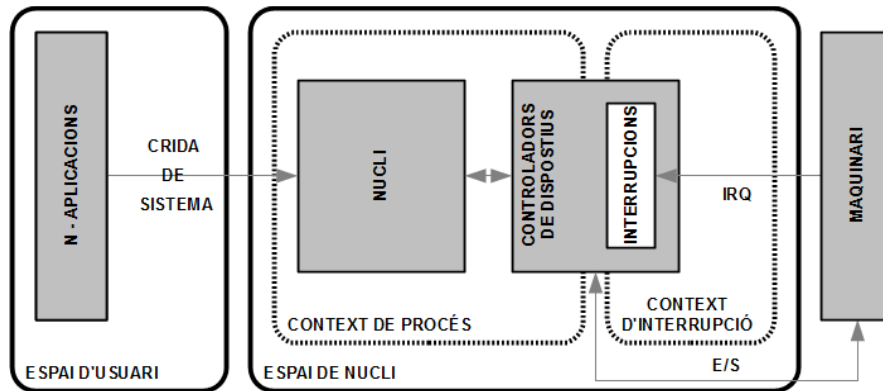 N - APLICACIONS
CRIDA
DE
SISTEMA
ESPAI D'USUARI
NUCLI
CONTROLADORS
DE DISPOSTIUS
INTERRUPCIONS
IRQ
MAQUINARI
CONTEXT DE PROCÉS
CONTEXT
D'INTERRUPCIÓ
E/S
ESPAI DE NUCLI